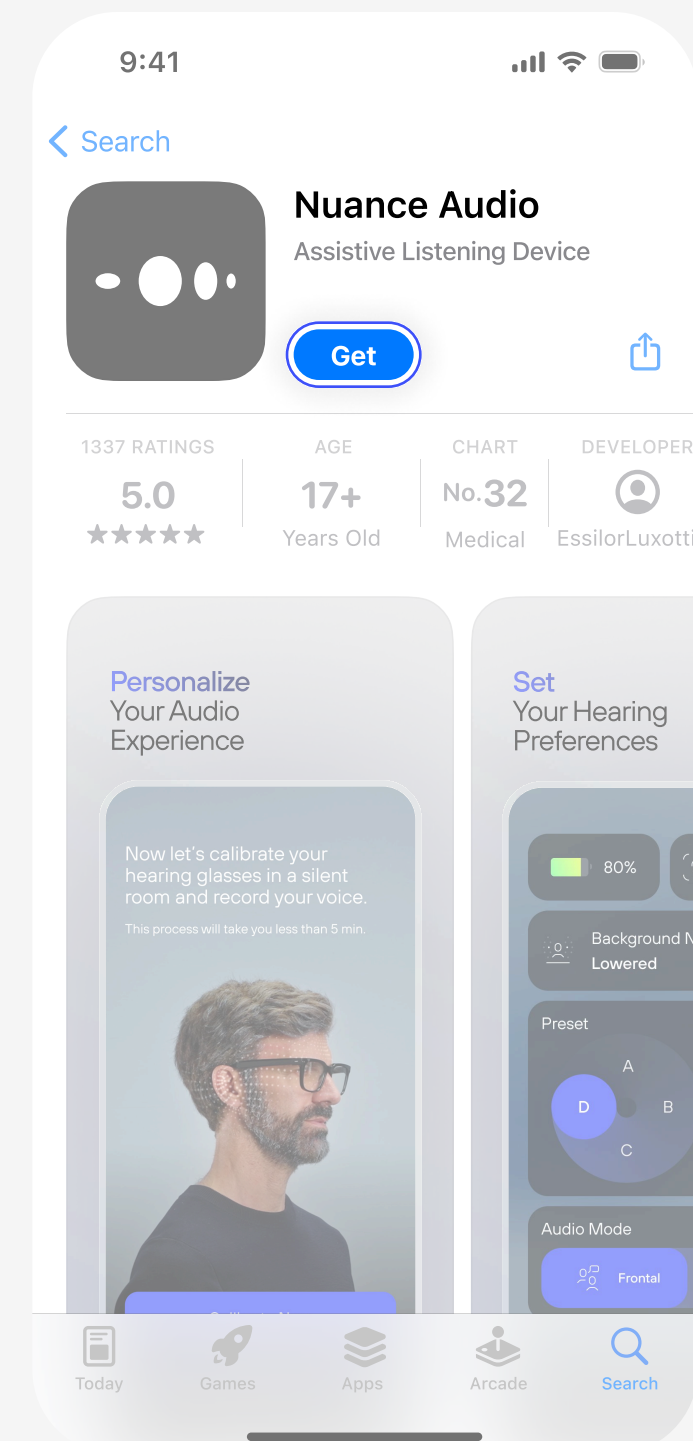 9:41
Search
Nuance Audio
Assistive Listening Device
Get
1337 RATINGS
5.0
AGE
17+
Years Old
CHART
No.32
Medical
DEVELOPER
EssilorLuxotti
Personalize
Your Audio
Experience
Now let's calibrate your
hearing glasses in a silent
room and record your voice.
This process will take you less than 5 min.
Set
Your Hearing
Preferences
80%
Background N
Lowered
Preset
A
D
B
C
Audio Mode
Frontal
Today
Games
Apps
Arcade
Search